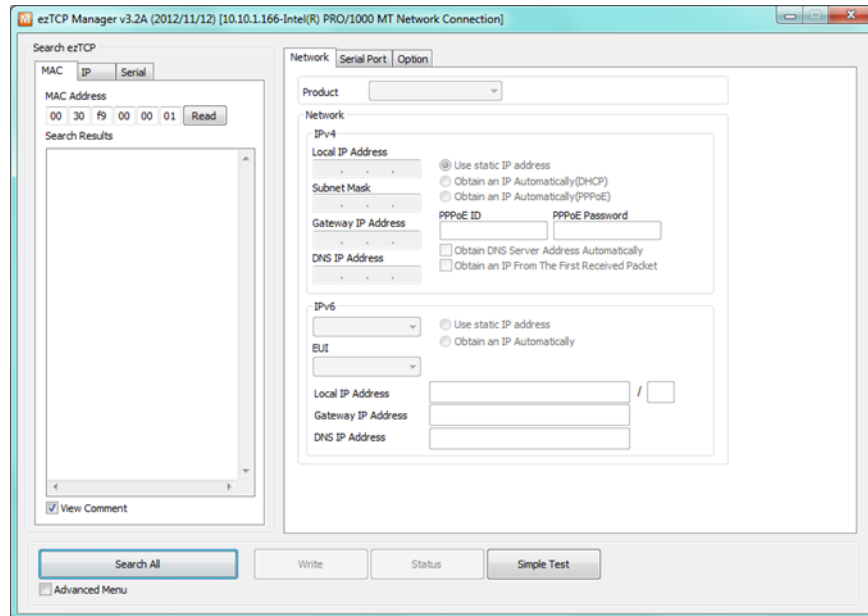 ezTCP Manager v3.2A (2012/11/12) [10.10.1.166-Intel(R) PRO/1000 MT Network Connection]
Search ezTCP
MAC IP Serial
MAC Address
00 30 f9 00 00 01 Read
Search Results
View Comment
Network Serial Port Option
Product
Network
IPv4
Local IP Address
. . .
Use static IP address
Subnet Mask
. . .
Obtain an IP Automatically(DHCP)
Obtain an IP Automatically(PPPoE)
Gateway IP Address
. . .
PPPoE ID PPPoE Password
DNS IP Address
. . .
Obtain DNS Server Address Automatically
Obtain an IP From The First Received Packet
IPv6
Use static IP address
EUI
Obtain an IP Automatically
Local IP Address /
Gateway IP Address
DNS IP Address
Search All Write Status Simple Test
Advanced Menu